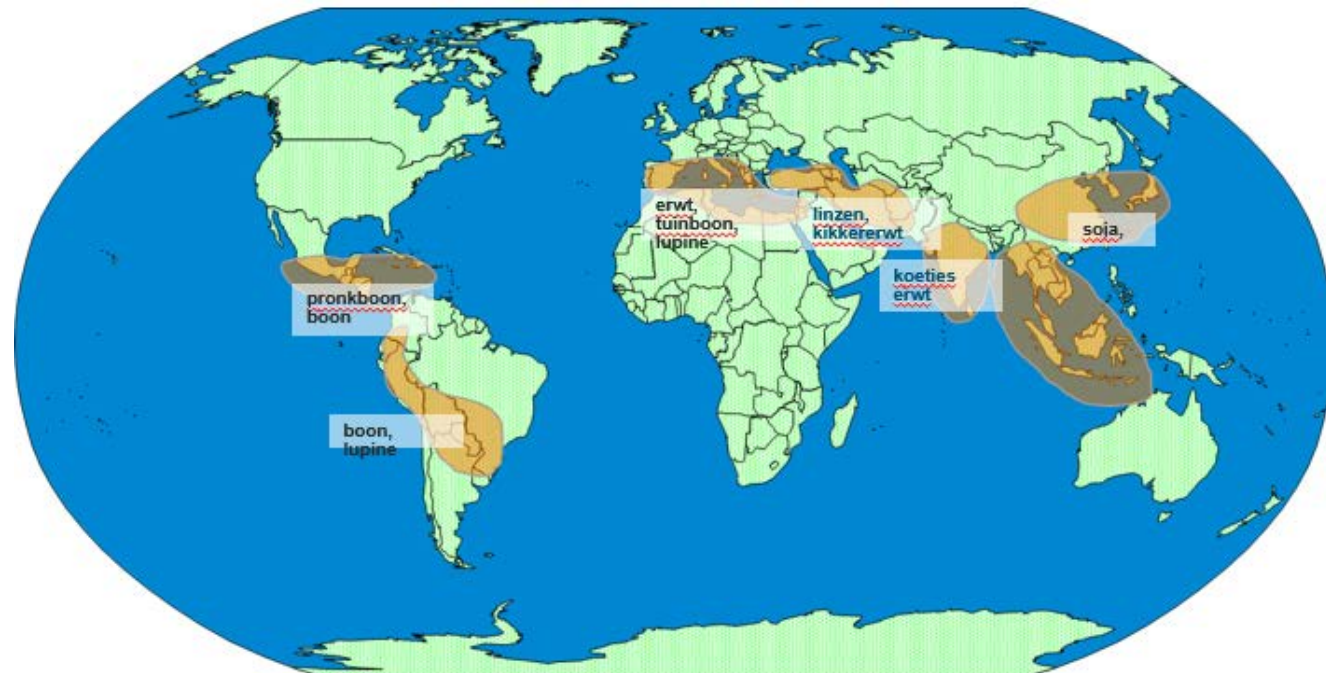 erwt,
tuinboon,
lupine
linzen,
kikkererwt
soja,
koeties
erwt
pronkboon,
boon
boon,
lupine